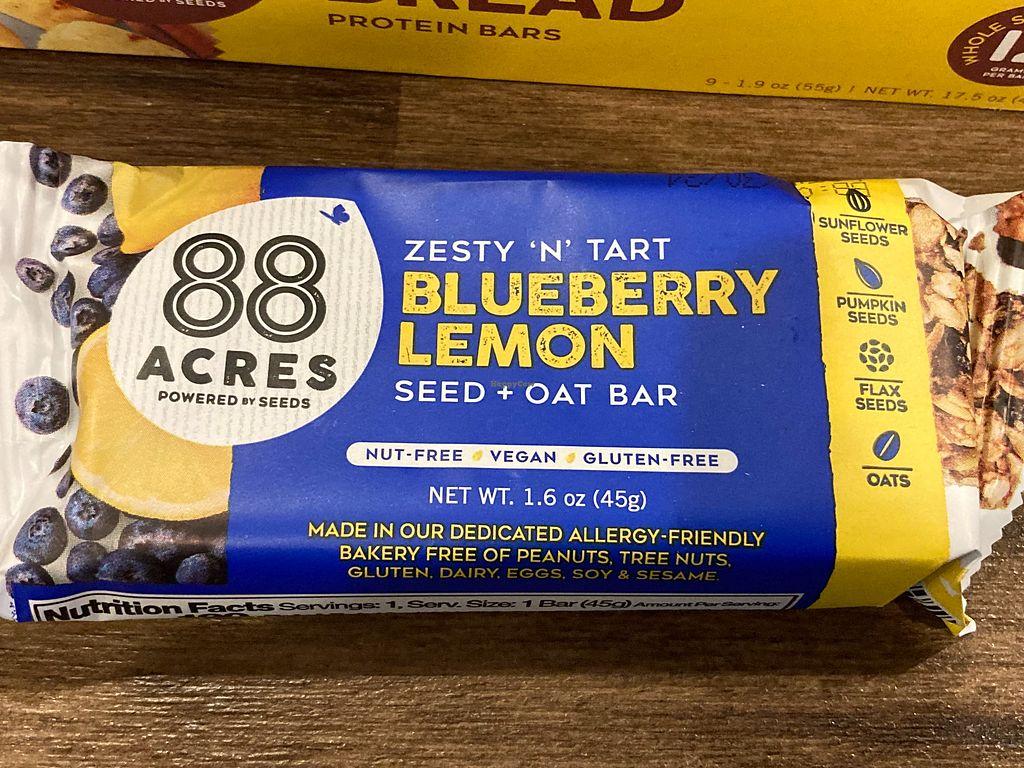 BREAD
PROTEIN BARS
WHOLE
9 - 1.9 oz (55g) | NET WT. 17.5 oz
88
ACRES
POWERED BY SEEDS
ZESTY ‘N’ TART
BLUEBERRY
LEMON
SEED + OAT BAR
NUT-FREE VEGAN GLUTEN-FREE
NET WT. 1.6 oz (45g)
MADE IN OUR DEDICATED ALLERGY-FRIENDLY
BAKERY FREE OF PEANUTS, TREE NUTS,
GLUTEN, DAIRY, EGGS, SOY & SESAME.
SUNFLOWER
SEEDS
PUMPKIN
SEEDS
FLAX
SEEDS
OATS
Nutrition Facts Servings: 1, Serv. Size: 1 Bar (45g) Amount Per Serving: